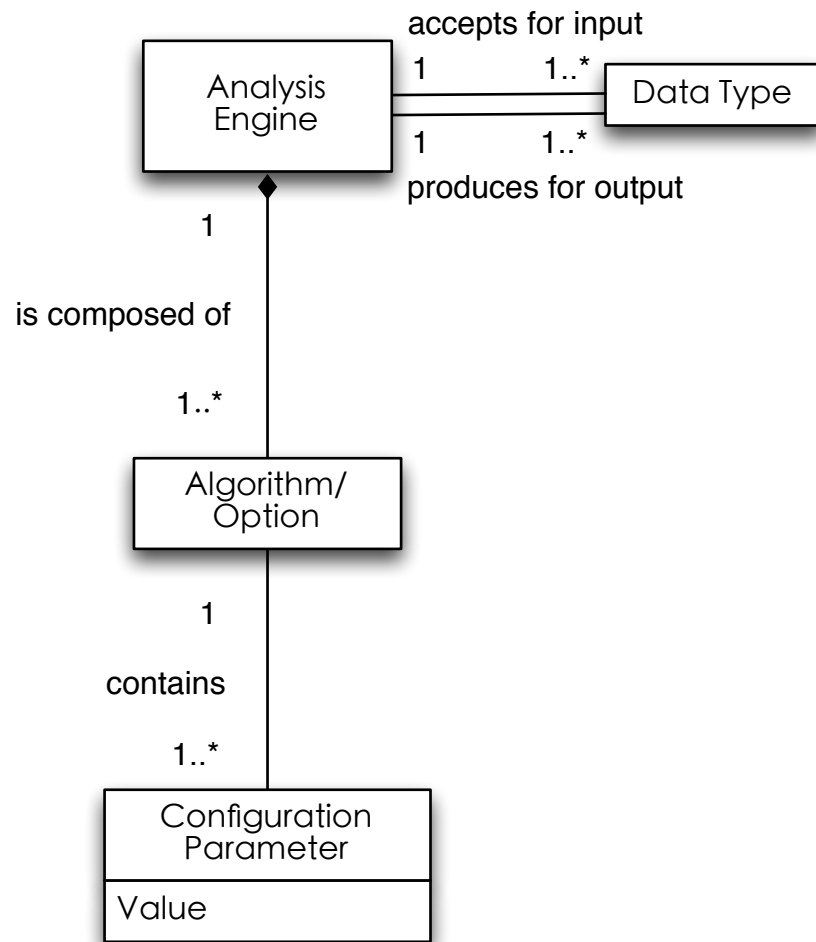 accepts for input
Analysis
Engine
1
1..*
Data Type
1
1..*
produces for output
1
is composed of
1..*
Algorithm/
Option
1
contains
1..*
Configuration
Parameter
Value